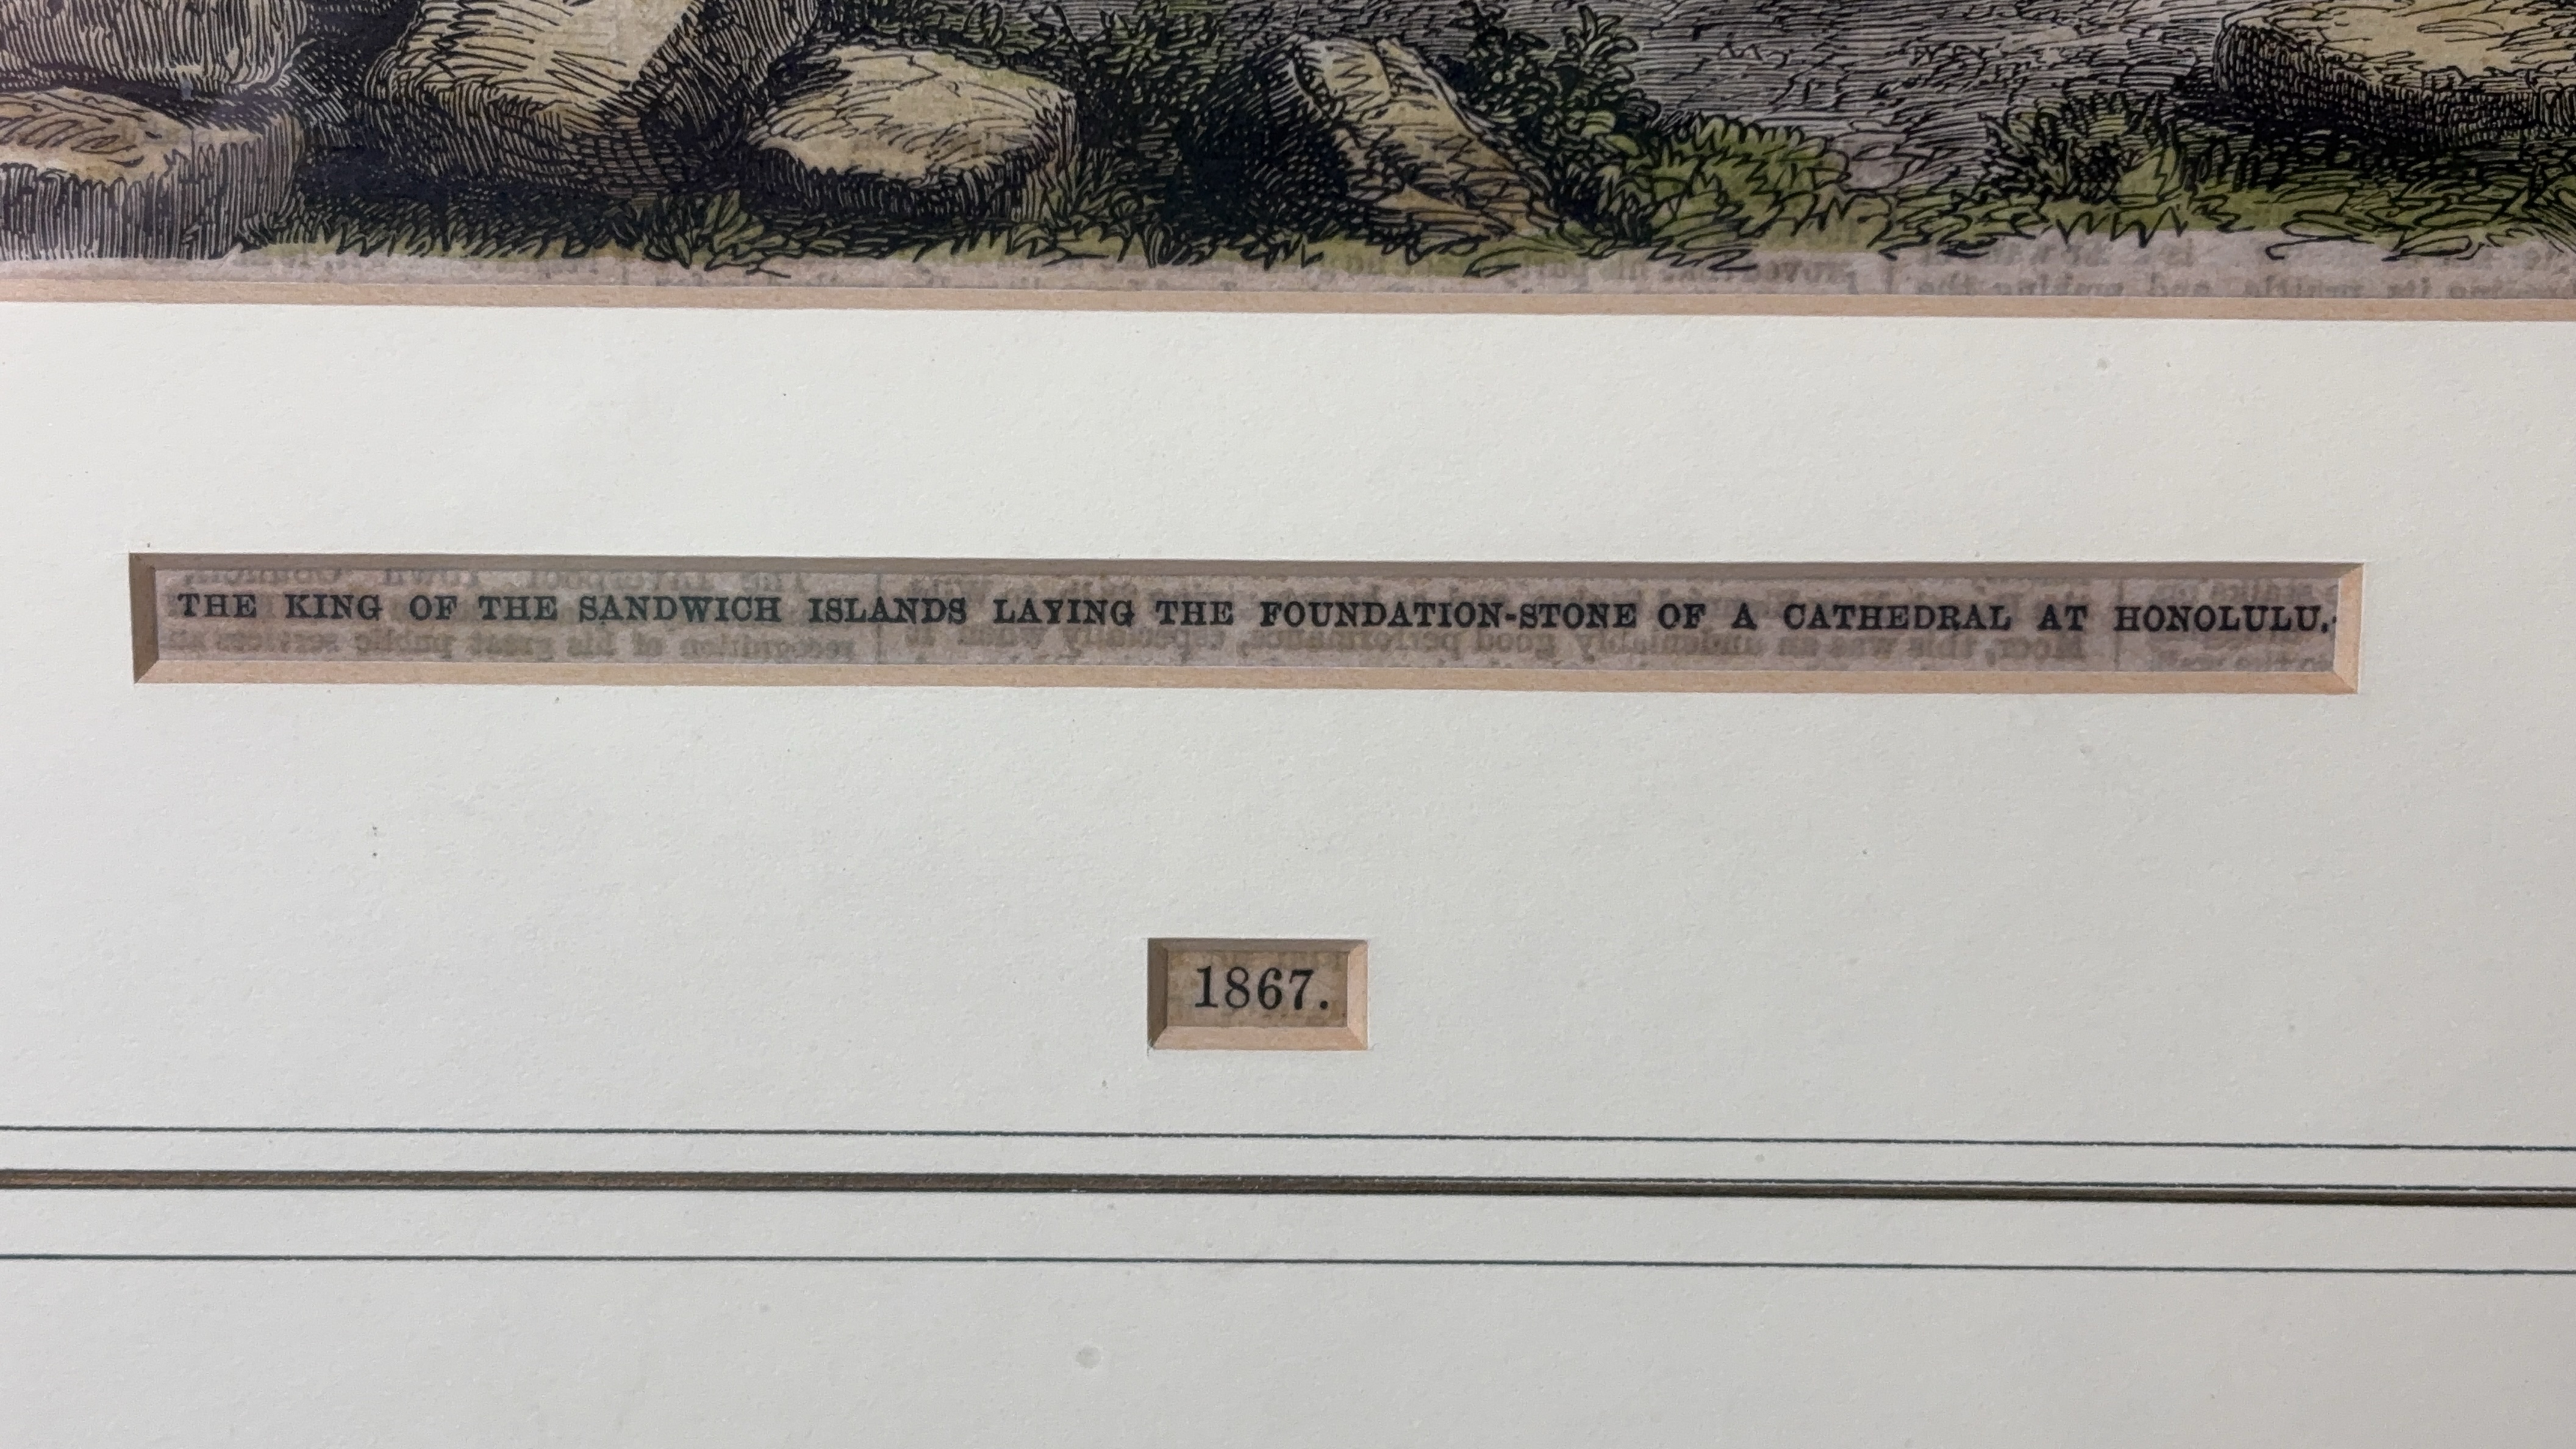 THE KING OF THE SANDWICH ISLANDS LAYING THE FOUNDATION-STONE OF A CATHEDRAL AT HONOLULU.
1867.